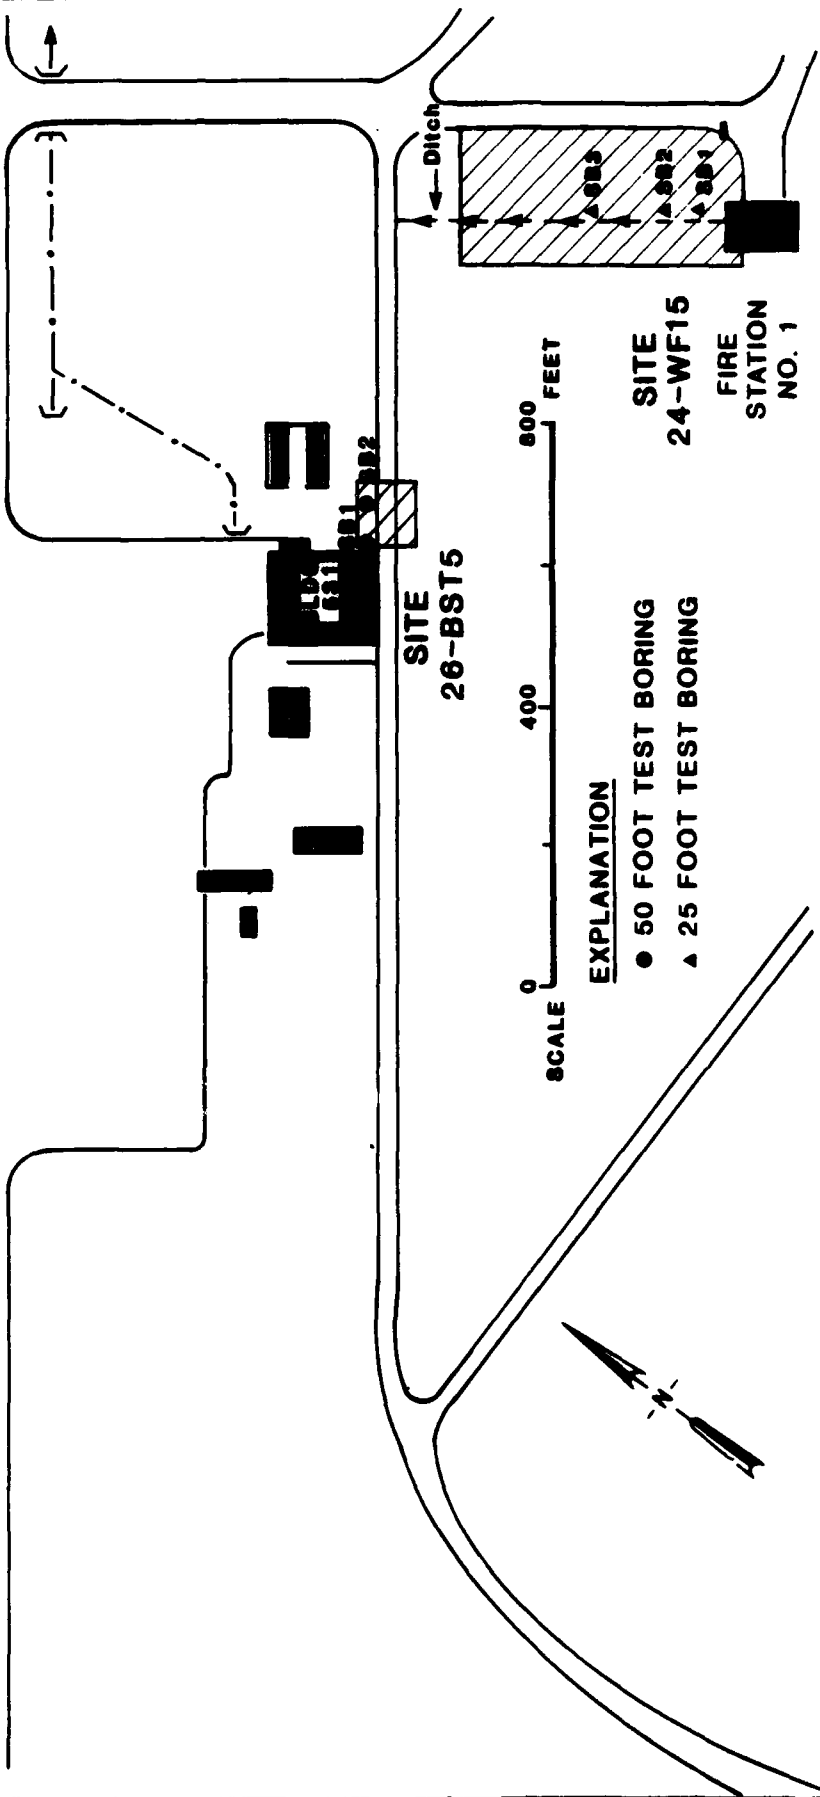 Ditch
SB3
SB2
SB1
SITE
24-WF15
FIRE
STATION
NO. 1
SB1
SB2
SITE
26-BST5
0
400
800
SCALE
FEET
EXPLANATION
● 50 FOOT TEST BORING
▲ 25 FOOT TEST BORING
N